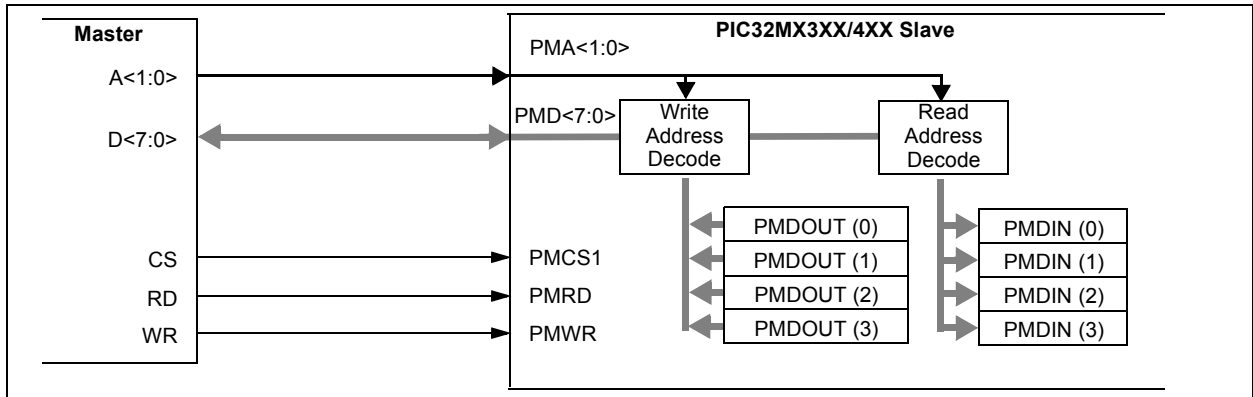 Master
PIC32MX3XX/4XX Slave
PMA<1:0>
A<1:0>
PMD<7:0>
D<7:0>
Write
Address
Decode
Read
Address
Decode
PMDOUT (0)
PMDIN (0)
PMDOUT (1)
PMDIN (1)
PMDOUT (2)
PMDIN (2)
PMDOUT (3)
PMDIN (3)
CS
PMCS1
RD
PMRD
WR
PMWR